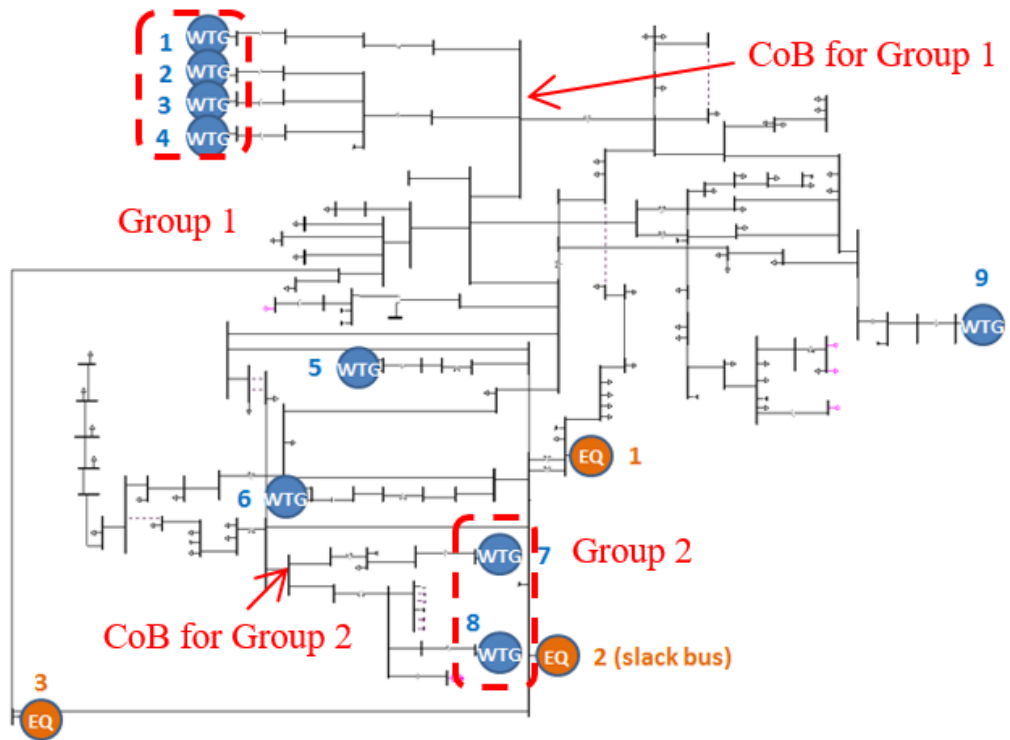 1 WTG
2 WTG
3 WTG
4 WTG
CoB for Group 1
Group 1
9
WTG
5 WTG
EQ 1
6 WTG
WTG 7 Group 2
CoB for Group 2
8 WTG
EQ 2 (slack bus)
3
EQ